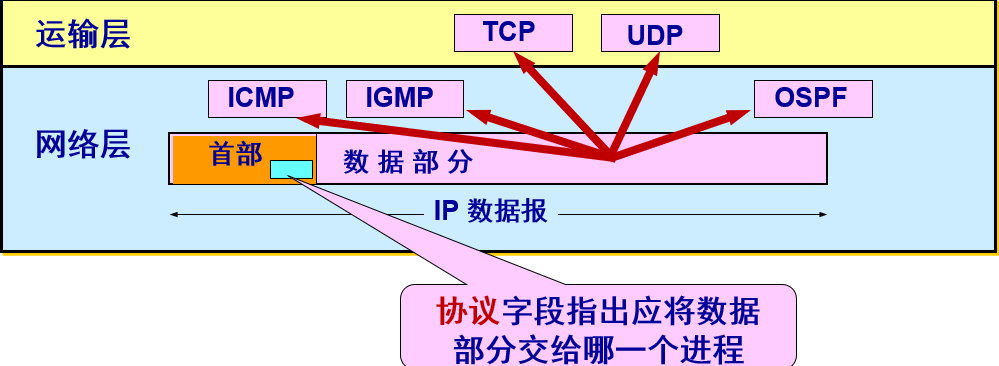 运输层
TCP
UDP
ICMP
IGMP
OSPF
网络层
首部
数据部分
IP 数据报
协议字段指出应将数据
部分交给哪一个进程